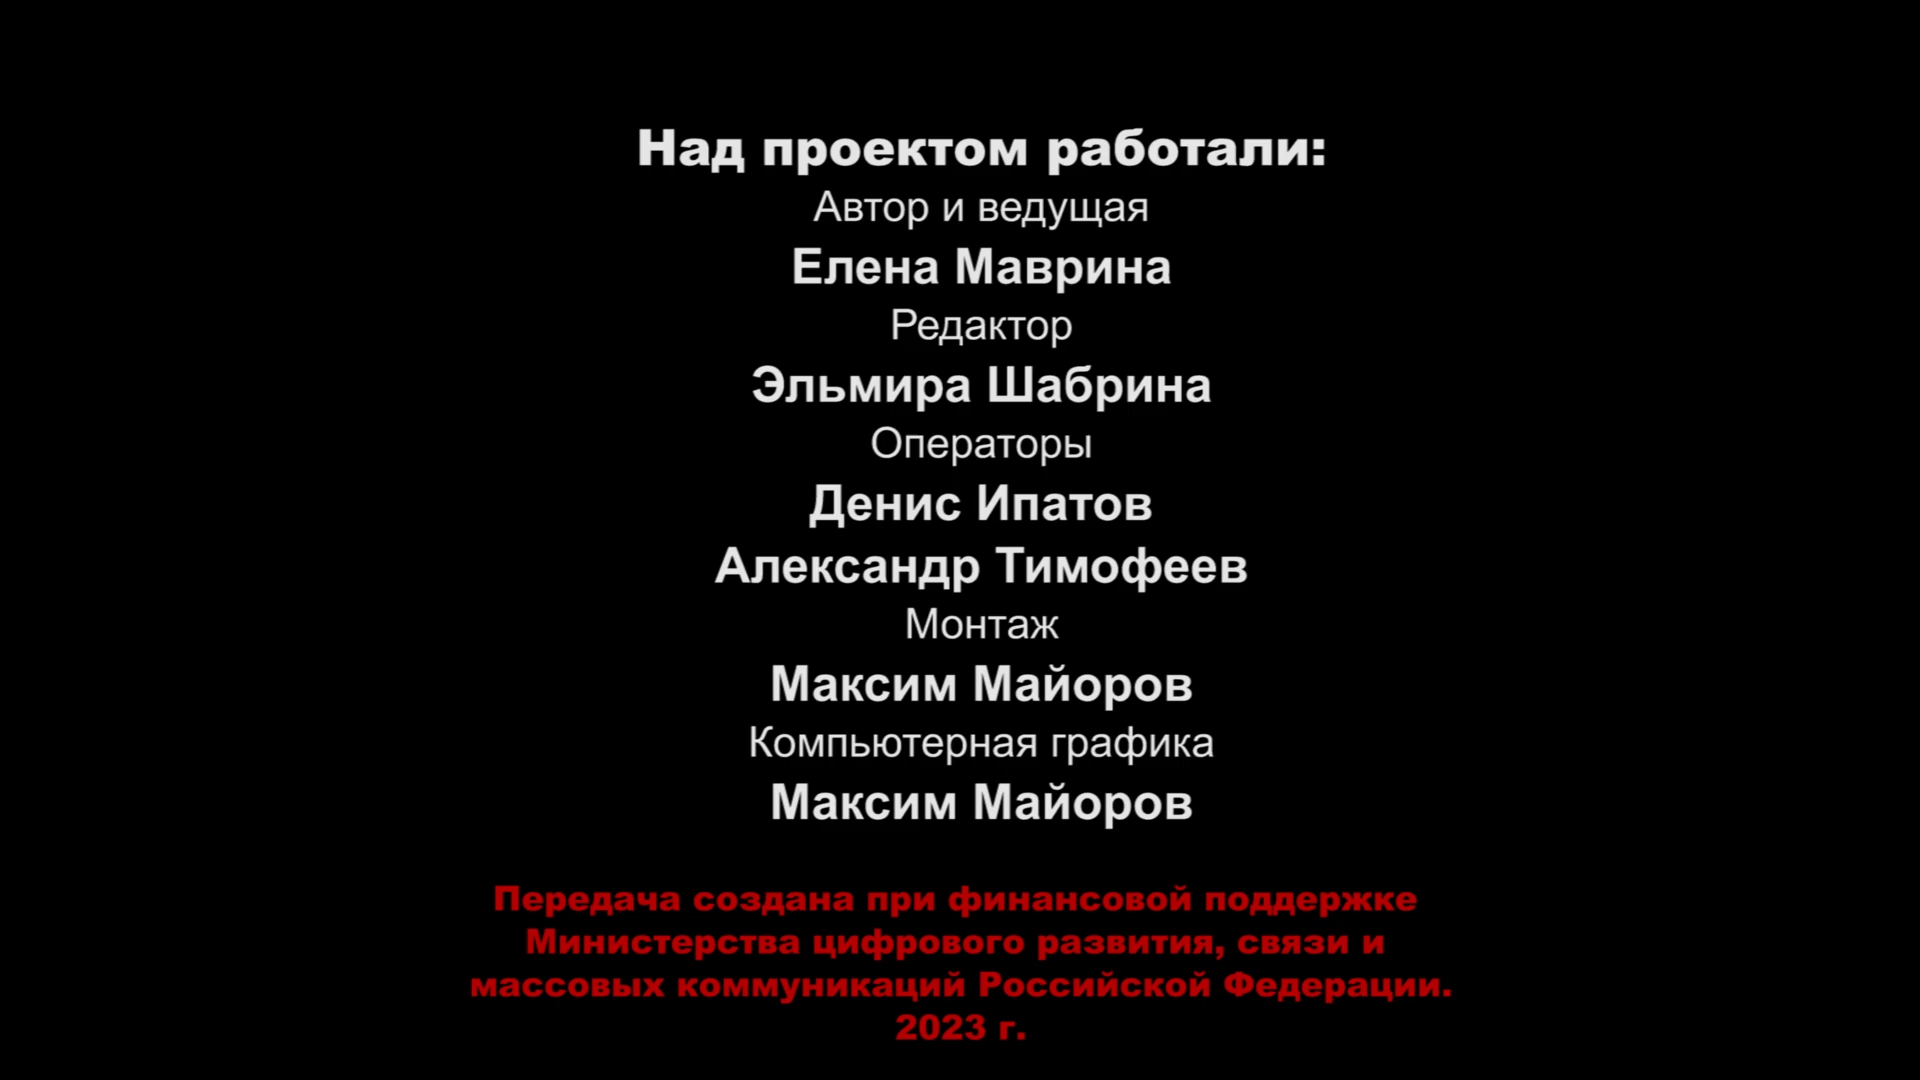 Над проектом работали:
Автор и ведущая
Елена Маврина
Редактор
Эльмира Шабрина
Операторы
Денис Ипатов
Александр Тимофеев
Монтаж
Максим Майоров
Компьютерная графика
Максим Майоров
Передача создана при финансовой поддержке
Министерства цифрового развития, связи и
массовых коммуникаций Российской Федерации.
2023 г.